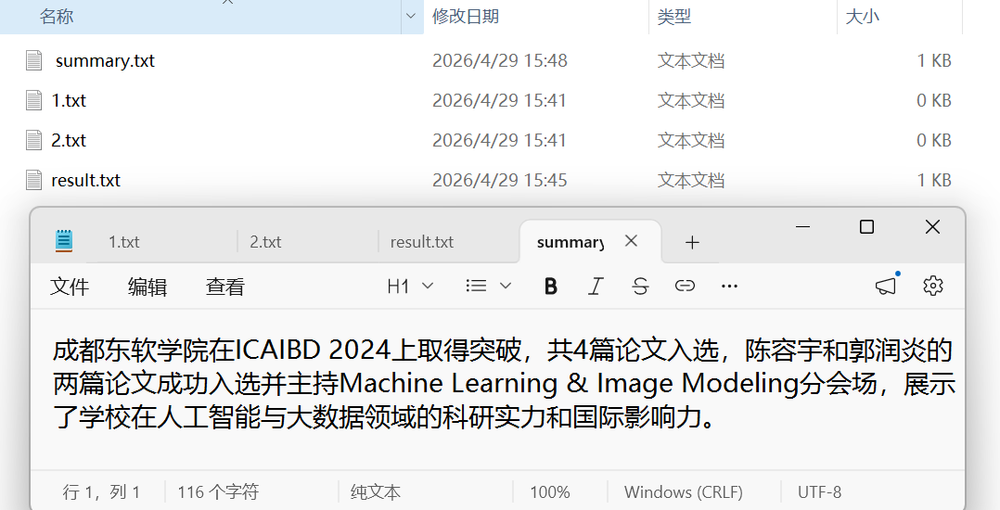 名称 修改日期 类型 大小
summary.txt 2026/4/29 15:48 文本文档 1 KB
1.txt 2026/4/29 15:41 文本文档 0 KB
2.txt 2026/4/29 15:41 文本文档 0 KB
result.txt 2026/4/29 15:45 文本文档 1 KB
1.txt 2.txt result.txt summary
文件 编辑 查看 H1 B I S
成都东软学院在ICAIBD 2024上取得突破，共4篇论文入选，陈容宇和郭润炎的
两篇论文成功入选并主持Machine Learning & Image Modeling分会场，展示
了学校在人工智能与大数据领域的科研实力和国际影响力。
行 1，列 1 116 个字符 纯文本 100% Windows (CRLF) UTF-8